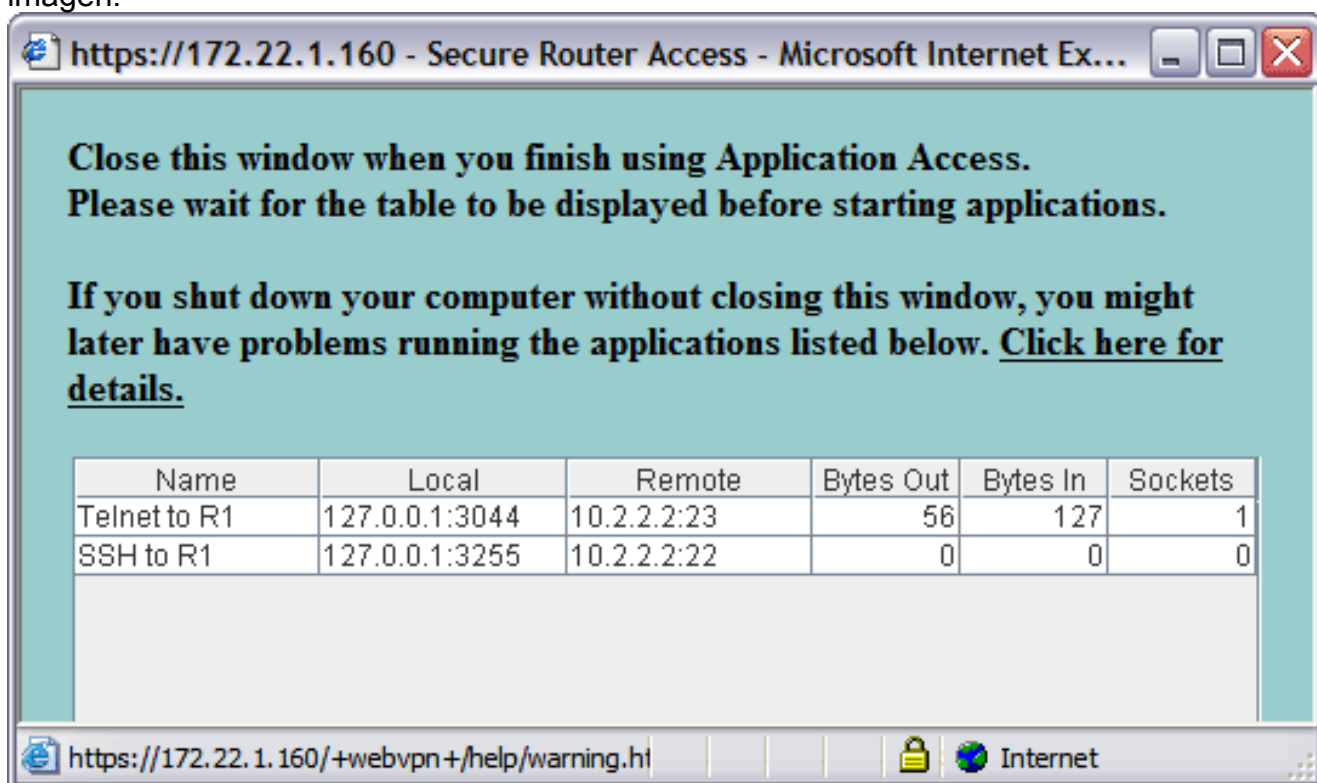 imagen:
https://172.22.1.160 - Secure Router Access - Microsoft Internet Ex...
Close this window when you finish using Application Access.
Please wait for the table to be displayed before starting applications.
If you shut down your computer without closing this window, you might
later have problems running the applications listed below. Click here for
details.
Name Local Remote Bytes Out Bytes In Sockets
Telnet to R1 127.0.0.1:3044 10.2.2.2:23 56 127 1
SSH to R1 127.0.0.1:3255 10.2.2.2:22 0 0 0
https://172.22.1.160/+webvpn+/help/warning.ht Internet